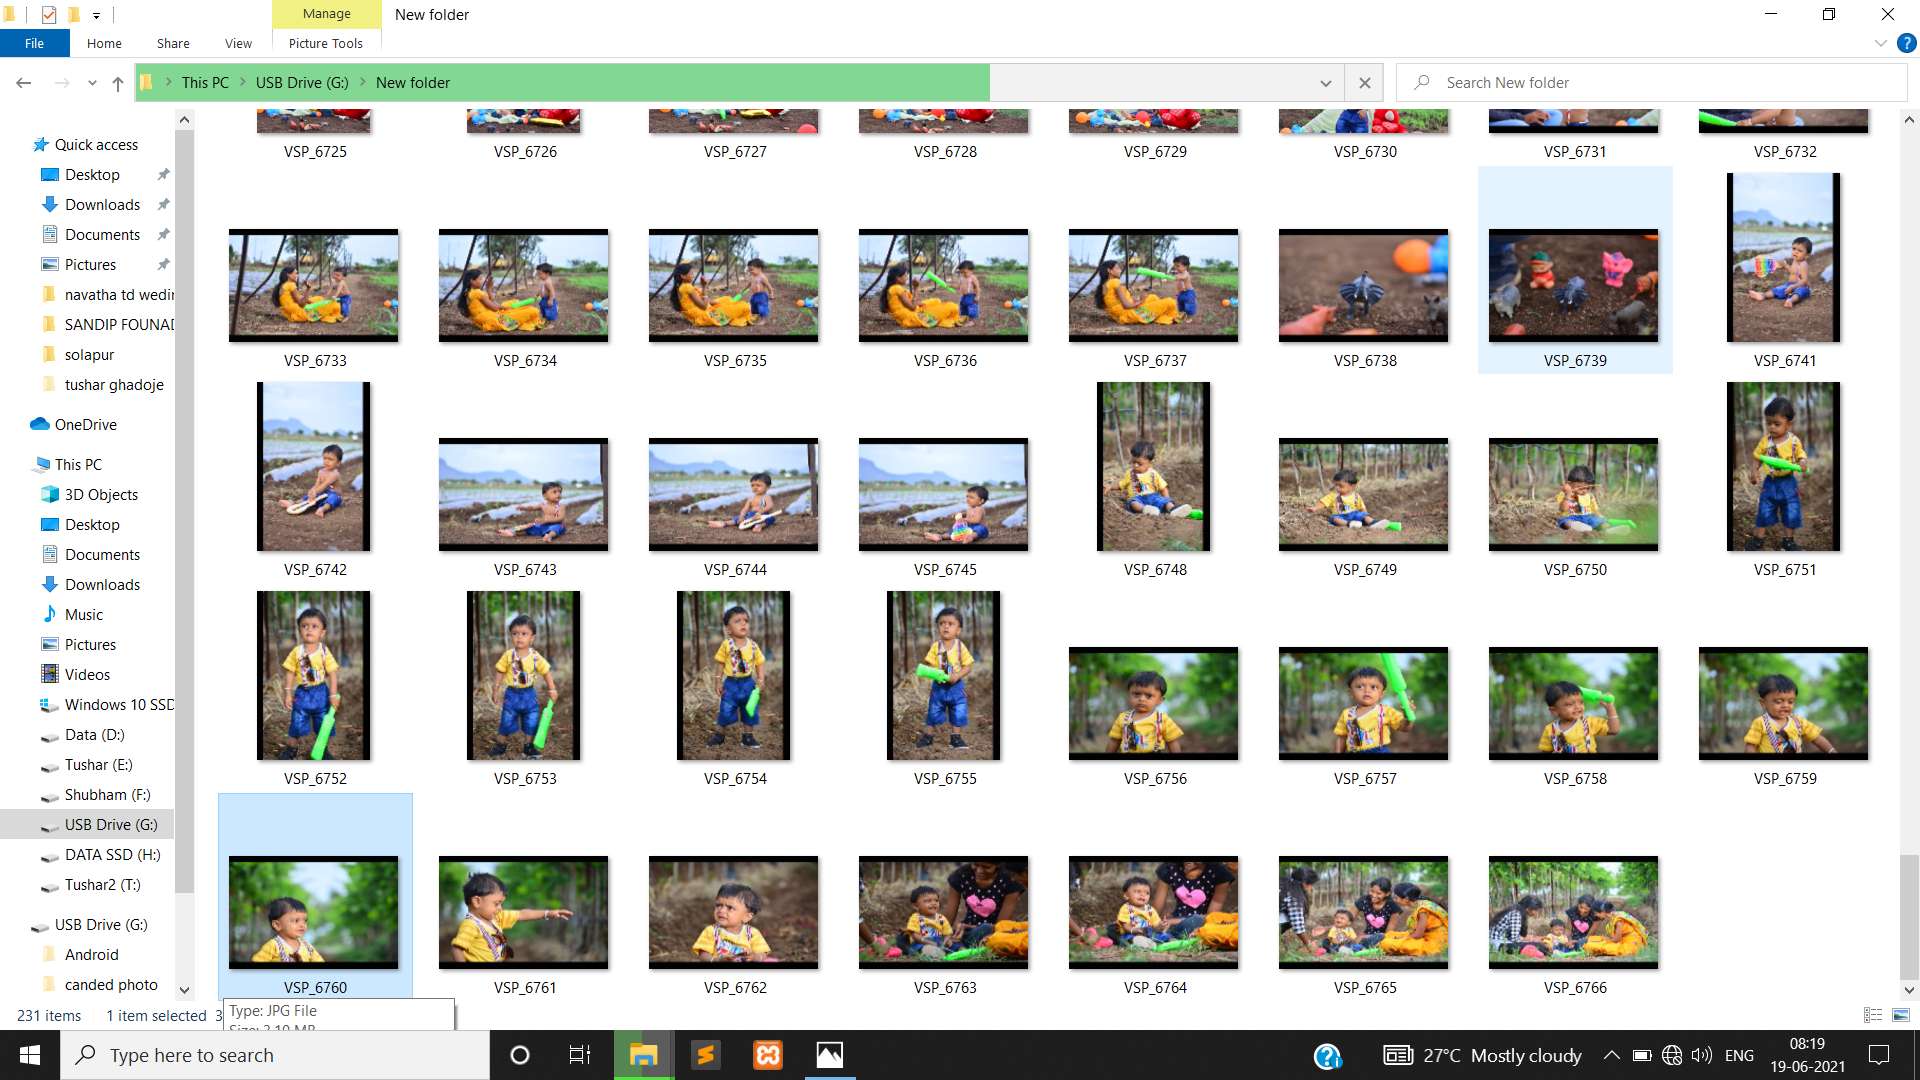 Manage
New folder
File
Home
Share
View
Picture Tools
This PC
USB Drive (G:)
New folder
Search New folder
Quick access
Desktop
Downloads
Documents
Pictures
navatha td wedin
SANDIP FOUNAD
solapur
tushar ghadoje
OneDrive
This PC
3D Objects
Desktop
Documents
Downloads
Music
Pictures
Videos
Windows 10 SSD
Data (D:)
Tushar (E:)
Shubham (F:)
USB Drive (G:)
DATA SSD (H:)
Tushar2 (T:)
USB Drive (G:)
Android
canded photo
VSP_6725 VSP_6726 VSP_6727 VSP_6728 VSP_6729 VSP_6730 VSP_6731 VSP_6732
VSP_6733 VSP_6734 VSP_6735 VSP_6736 VSP_6737 VSP_6738 VSP_6739 VSP_6741
VSP_6742 VSP_6743 VSP_6744 VSP_6745 VSP_6748 VSP_6749 VSP_6750 VSP_6751
VSP_6752 VSP_6753 VSP_6754 VSP_6755 VSP_6756 VSP_6757 VSP_6758 VSP_6759
VSP_6760 VSP_6761 VSP_6762 VSP_6763 VSP_6764 VSP_6765 VSP_6766
231 items 1 item selected 3
Type: JPG File
Size: 3.10 MB
Type here to search
27°C Mostly cloudy
ENG
08:19
19-06-2021